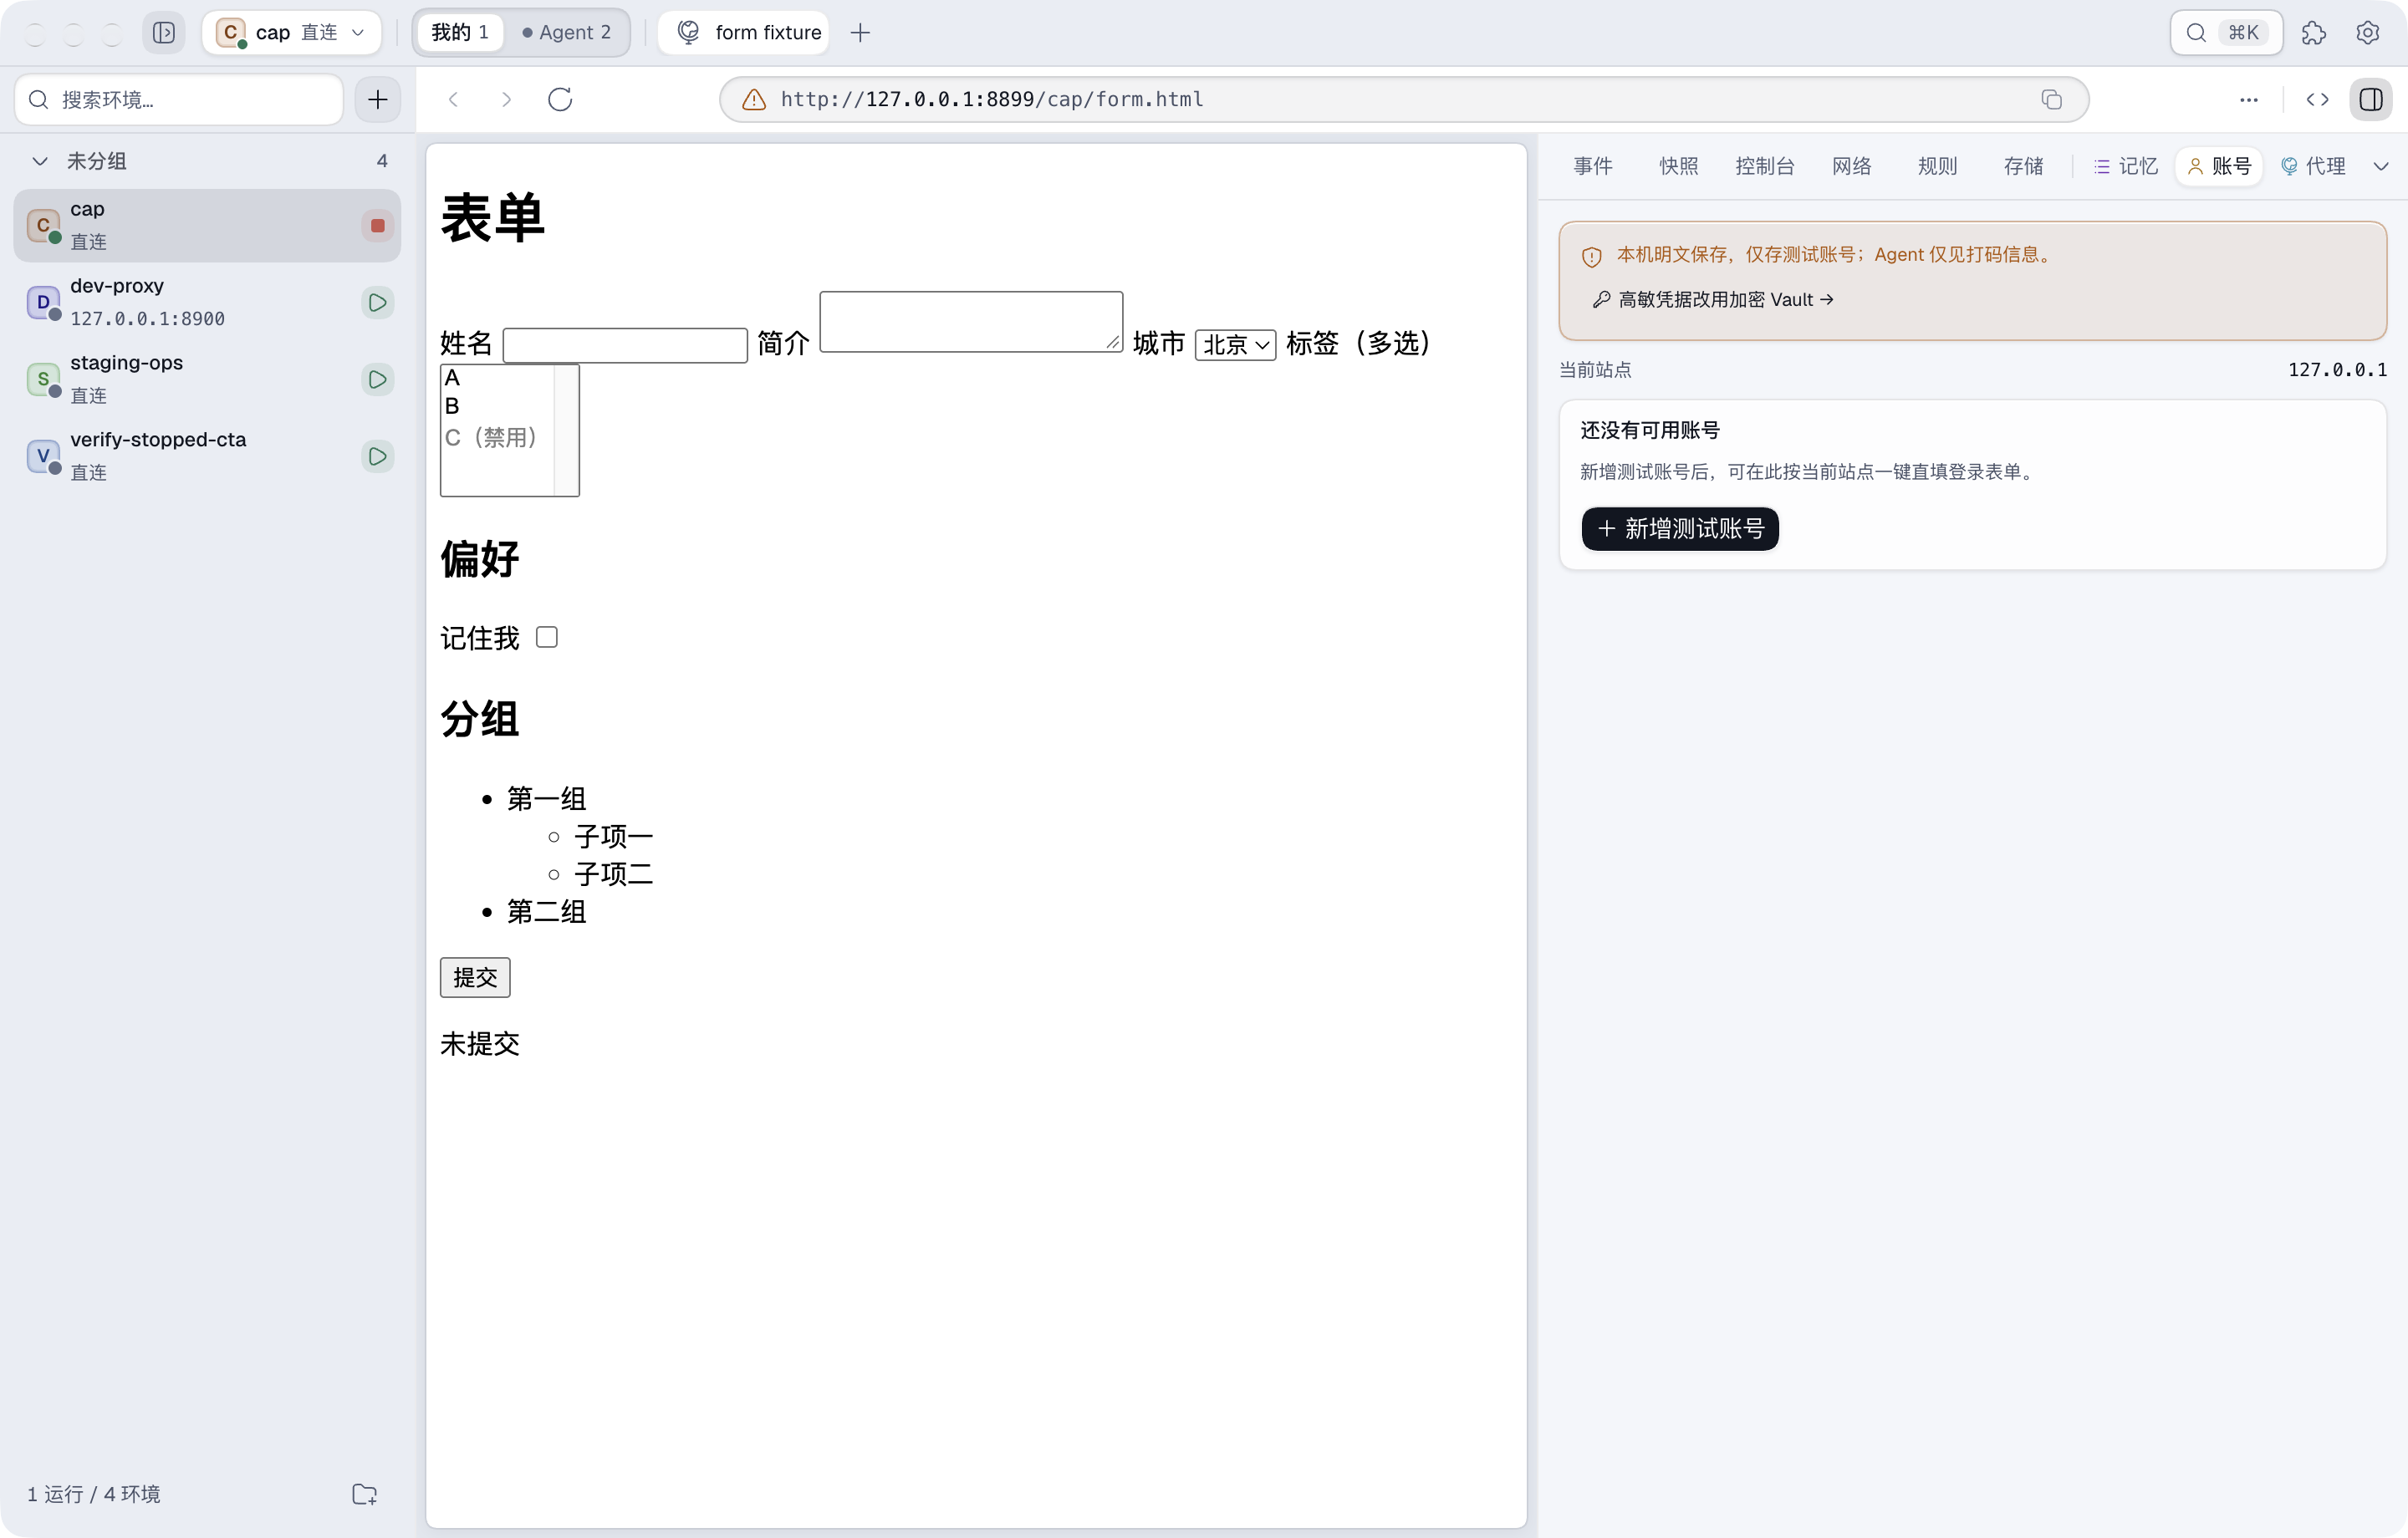 C cap 直连
我的 1
Agent 2
form fixture
⌘K
搜索环境...
http://127.0.0.1:8899/cap/form.html
未分组 4
C cap
直连
D dev-proxy
127.0.0.1:8900
S staging-ops
直连
V verify-stopped-cta
直连
1 运行 / 4 环境
表单
姓名 简介 城市 北京 标签（多选）
A
B
C（禁用）
偏好
记住我
分组
第一组
子项一
子项二
第二组
提交
未提交
事件 快照 控制台 网络 规则 存储 记忆 账号 代理
本机明文保存，仅存测试账号；Agent 仅见打码信息。
高敏凭据改用加密 Vault →
当前站点 127.0.0.1
还没有可用账号
新增测试账号后，可在此按当前站点一键直填登录表单。
+ 新增测试账号